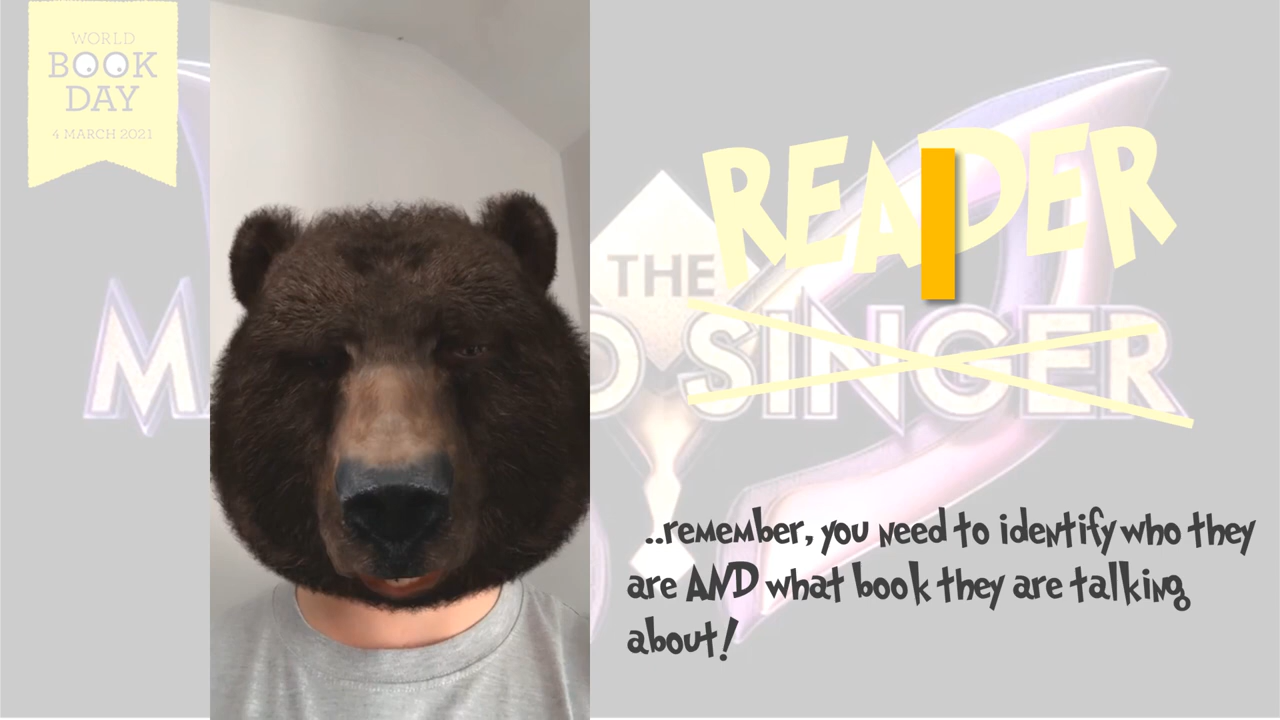 WORLD
BOOK
DAY
4 MARCH 2021
READER
THE
SINGER
..remember, you need to identify who they
are AND what book they are talking
about!